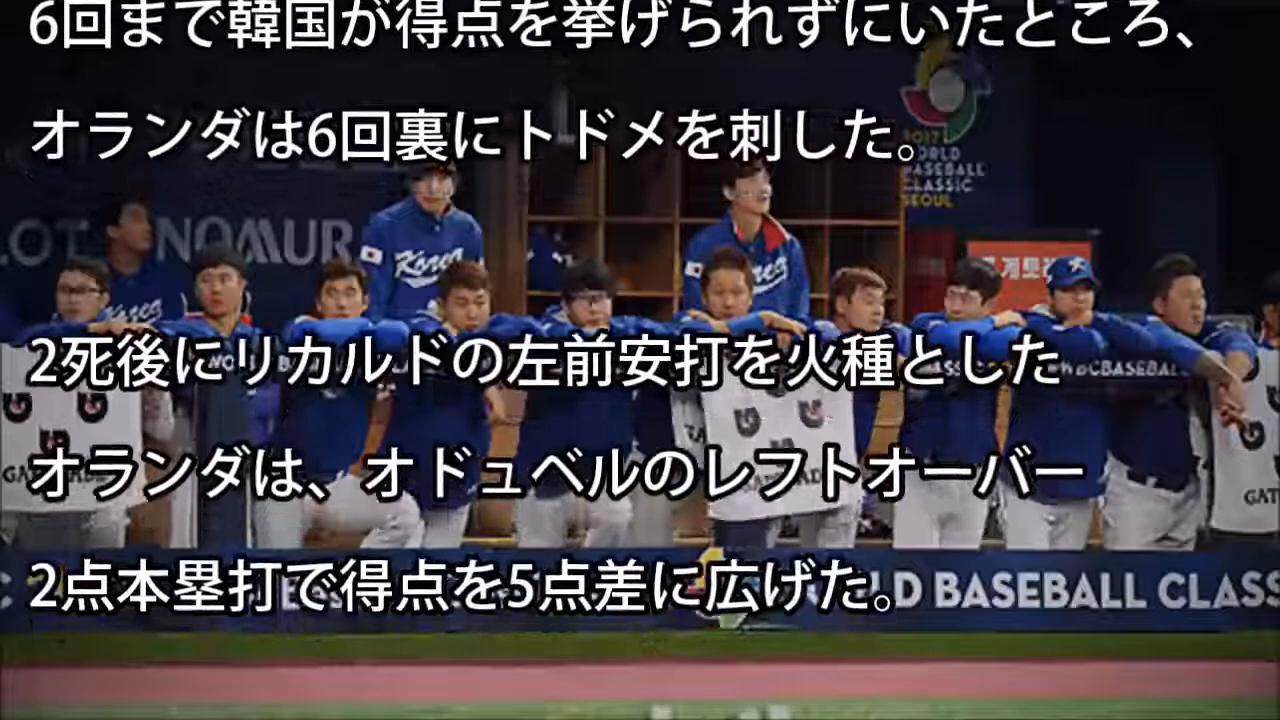 6回まで韓国が得点を挙げられずにいたところ、
オランダは6回裏にトドメを刺した。
2017
WORLD
BASEBALL
CLASSIC
SEOUL
LOT
NOMUR
Korea
Korea
2死後にリカルドの左前安打を火種とした
WBCBASEBAL
オランダは、オドュベルのレフトオーバー
GAT
2点本塁打で得点を5点差に広げた。
D BASEBALL CLASS